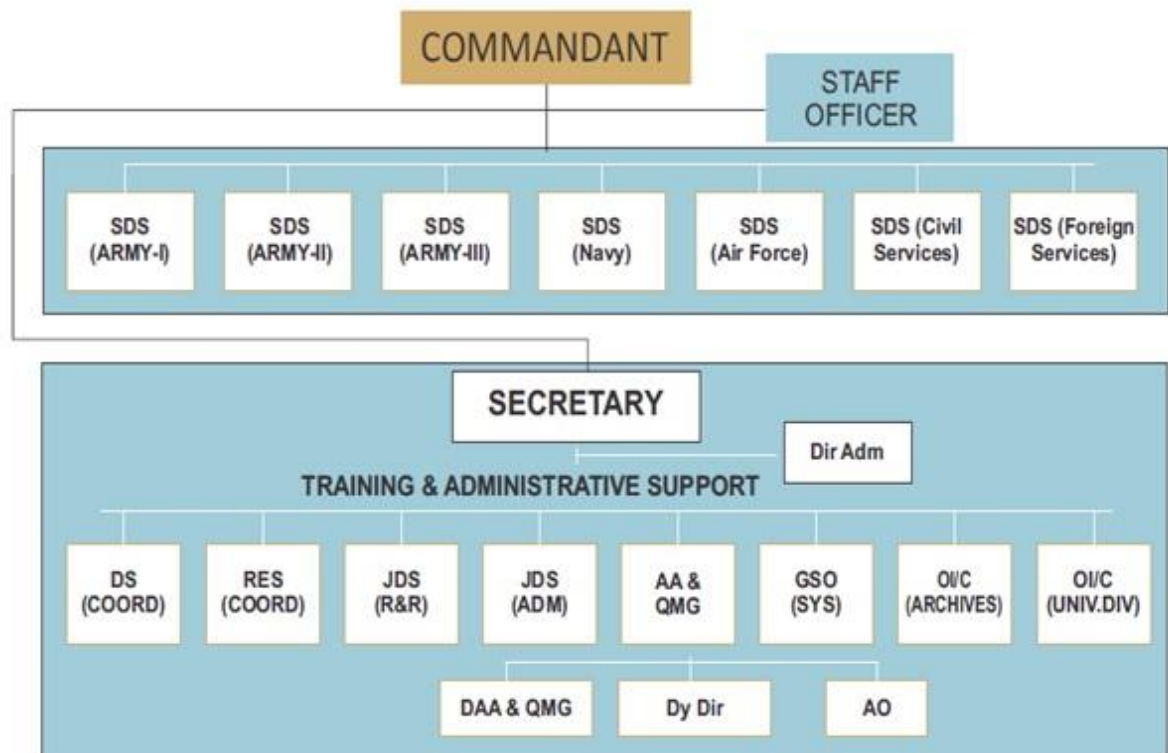 COMMANDANT
STAFF
OFFICER
SDS
(ARMY-I)
SDS
(ARMY-II)
SDS
(ARMY-III)
SDS
(Navy)
SDS
(Air Force)
SDS (Civil
Services)
SDS (Foreign
Services)
SECRETARY
Dir Adm
TRAINING & ADMINISTRATIVE SUPPORT
DS
(COORD)
RES
(COORD)
JDS
(R&R)
JDS
(ADM)
AA &
QMG
GSO
(SYS)
OI/C
(ARCHIVES)
OI/C
(UNIV.DIV)
DAA & QMG
Dy Dir
AO